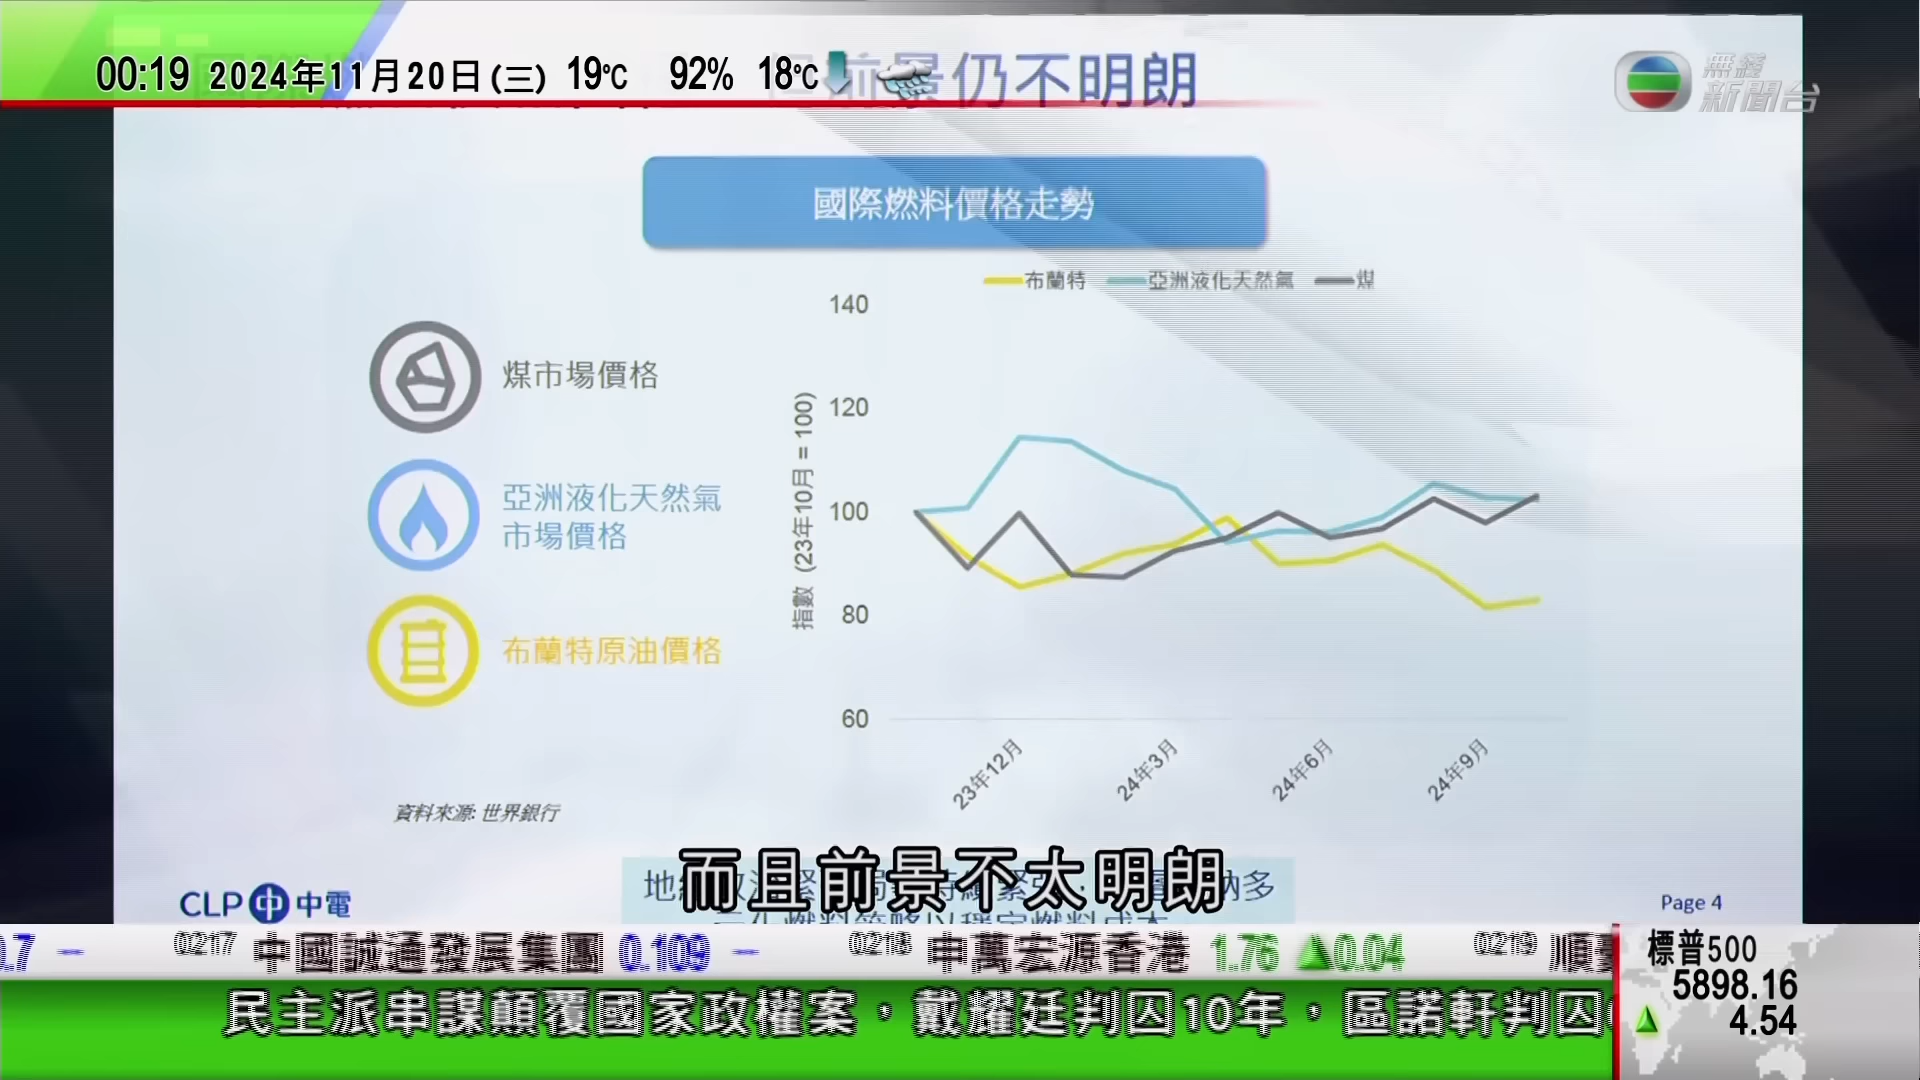 00:19 2024年11月20日(三) 19℃ 92% 18℃
前景仍不明朗
無綫
新聞台
國際燃料價格走勢
布蘭特 亞洲液化天然氣 煤
140
120
100
80
60
指數 (23年10月 = 100)
23年12月 24年3月 24年6月 24年9月
煤市場價格
亞洲液化天然氣
市場價格
布蘭特原油價格
資料來源: 世界銀行
而且前景不太明朗
CLP 中電
Page 4
0.7 — 0217 中國誠通發展集團 0.109 — 02218 申萬宏源香港 1.76 ▲0.04 02219 順
民主派串謀顛覆國家政權案・戴耀廷判囚10年・區諾軒判囚
標普500
5898.16
▲ 4.54